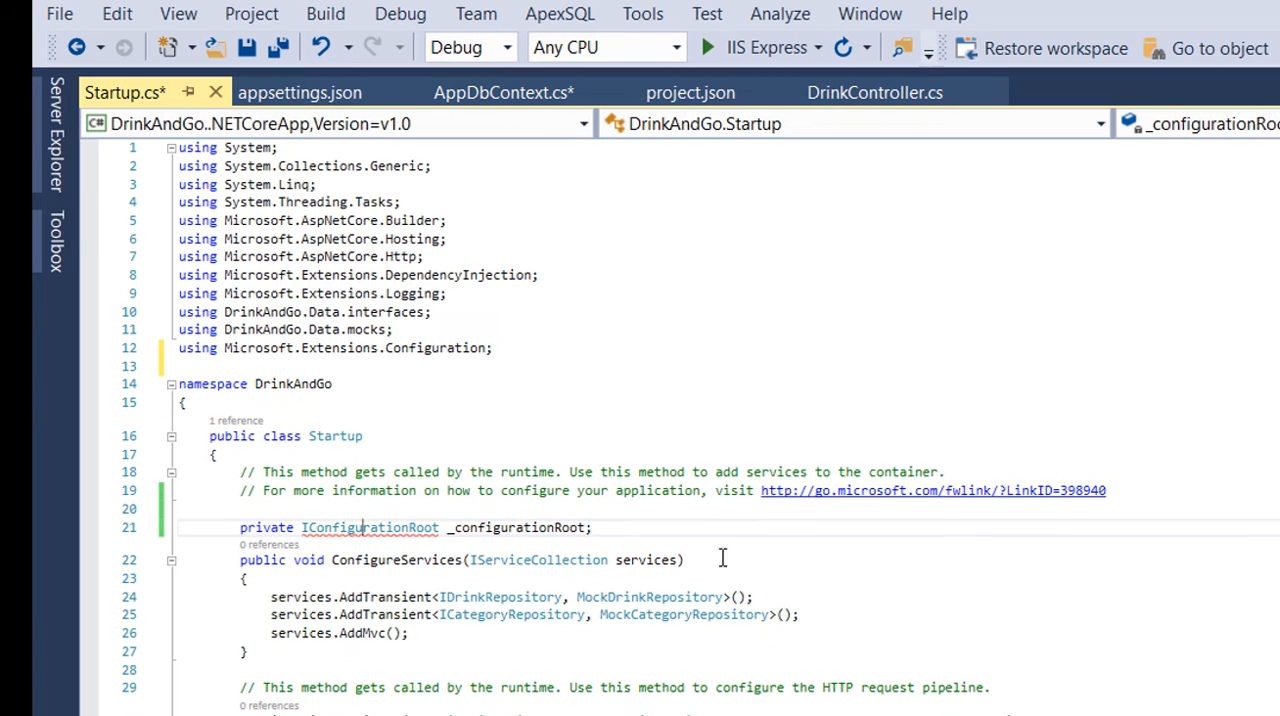 File Edit View Project Build Debug Team ApexSQL Tools Test Analyze Window Help
Debug Any CPU IIS Express Restore workspace Go to object
Startup.cs* appsettings.json AppDbContext.cs* project.json DrinkController.cs
DrinkAndGo..NETCoreApp,Version=v1.0 DrinkAndGo.Startup _configurationRo
Server Explorer
Toolbox
1 using System;
2 using System.Collections.Generic;
3 using System.Linq;
4 using System.Threading.Tasks;
5 using Microsoft.AspNetCore.Builder;
6 using Microsoft.AspNetCore.Hosting;
7 using Microsoft.AspNetCore.Http;
8 using Microsoft.Extensions.DependencyInjection;
9 using Microsoft.Extensions.Logging;
10 using DrinkAndGo.Data.interfaces;
11 using DrinkAndGo.Data.mocks;
12 using Microsoft.Extensions.Configuration;
13
14 namespace DrinkAndGo
15 {
1 reference
16 public class Startup
17 {
18 // This method gets called by the runtime. Use this method to add services to the container.
19 // For more information on how to configure your application, visit http://go.microsoft.com/fwlink/?LinkID=398940
20
21 private IConfigurationRoot _configurationRoot;
0 references
22 public void ConfigureServices(IServiceCollection services)
23 {
24 services.AddTransient<IDrinkRepository, MockDrinkRepository>();
25 services.AddTransient<ICategoryRepository, MockCategoryRepository>();
26 services.AddMvc();
27 }
28
29 // This method gets called by the runtime. Use this method to configure the HTTP request pipeline.
0 references